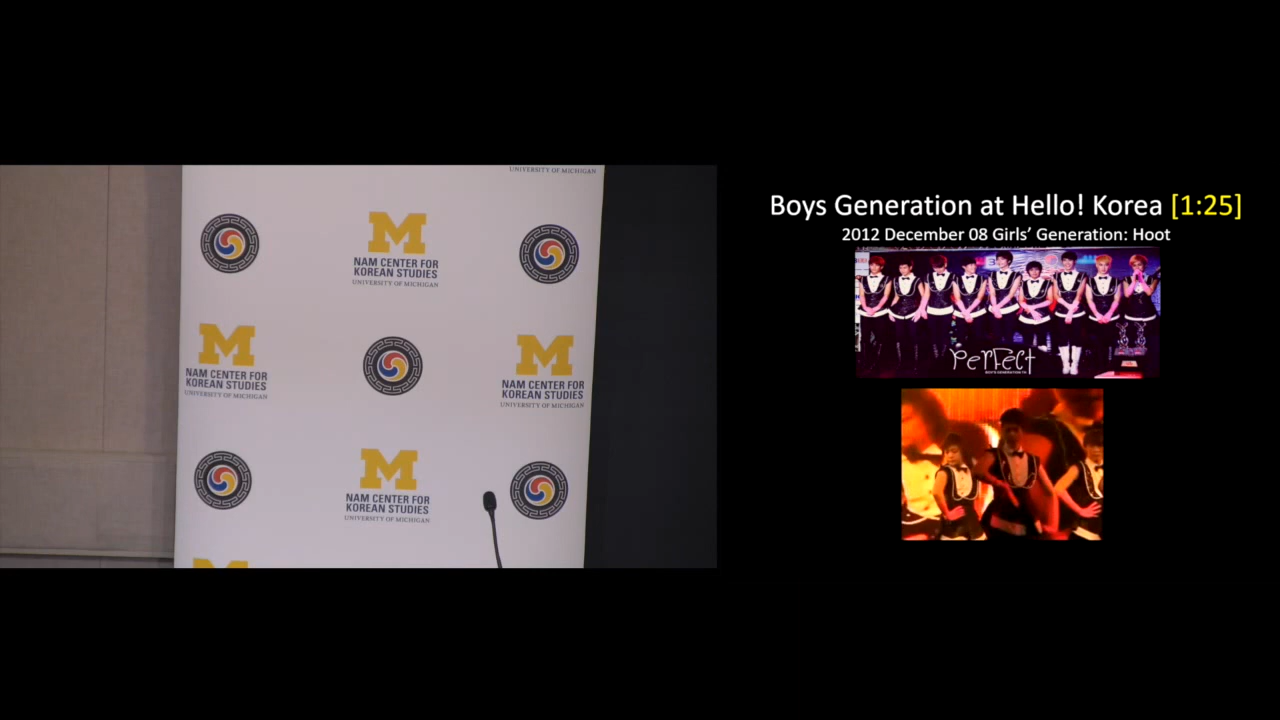 UNIVERSITY OF MICHIGAN
M
NAM CENTER FOR
KOREAN STUDIES
UNIVERSITY OF MICHIGAN
M
NAM CENTER FOR
KOREAN STUDIES
UNIVERSITY OF MICHIGAN
M
NAM CENTER FOR
KOREAN STUDIES
UNIVERSITY OF MICHIGAN
M
NAM CENTER FOR
KOREAN STUDIES
UNIVERSITY OF MICHIGAN
Boys Generation at Hello! Korea [1:25]
2012 December 08 Girls’ Generation: Hoot
PERFECT